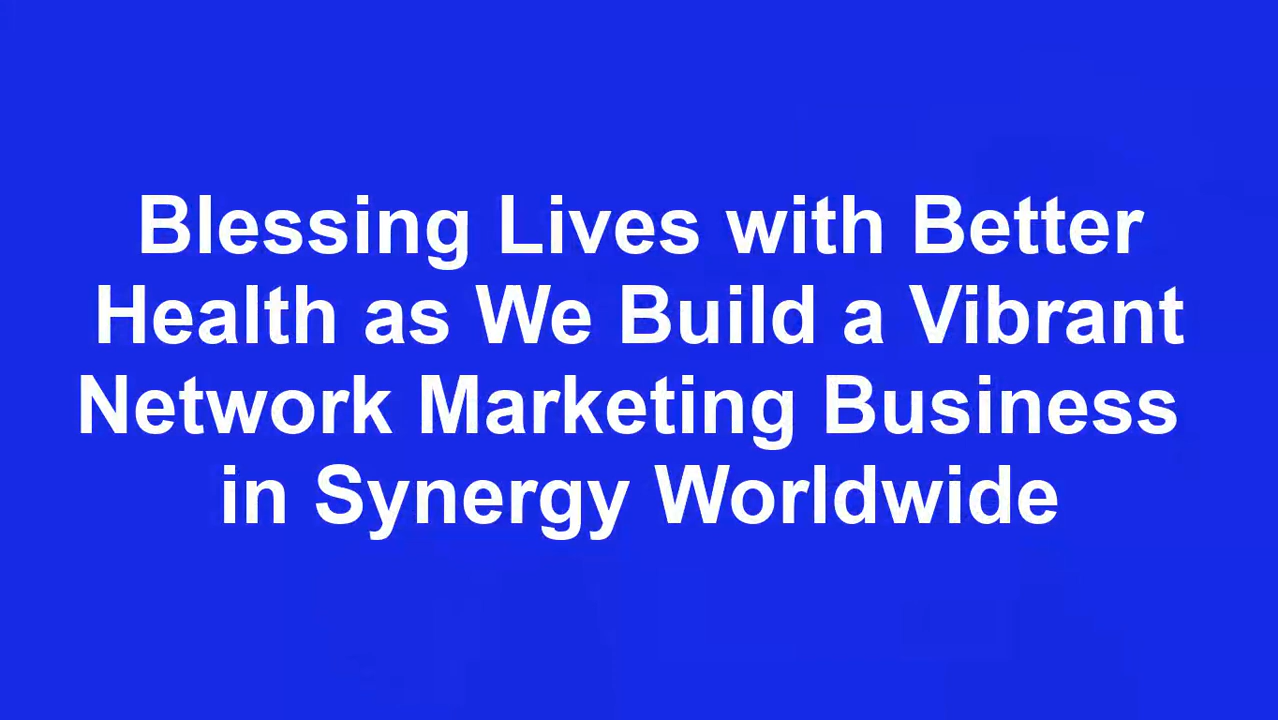 Blessing Lives with Better
Health as We Build a Vibrant
Network Marketing Business
in Synergy Worldwide